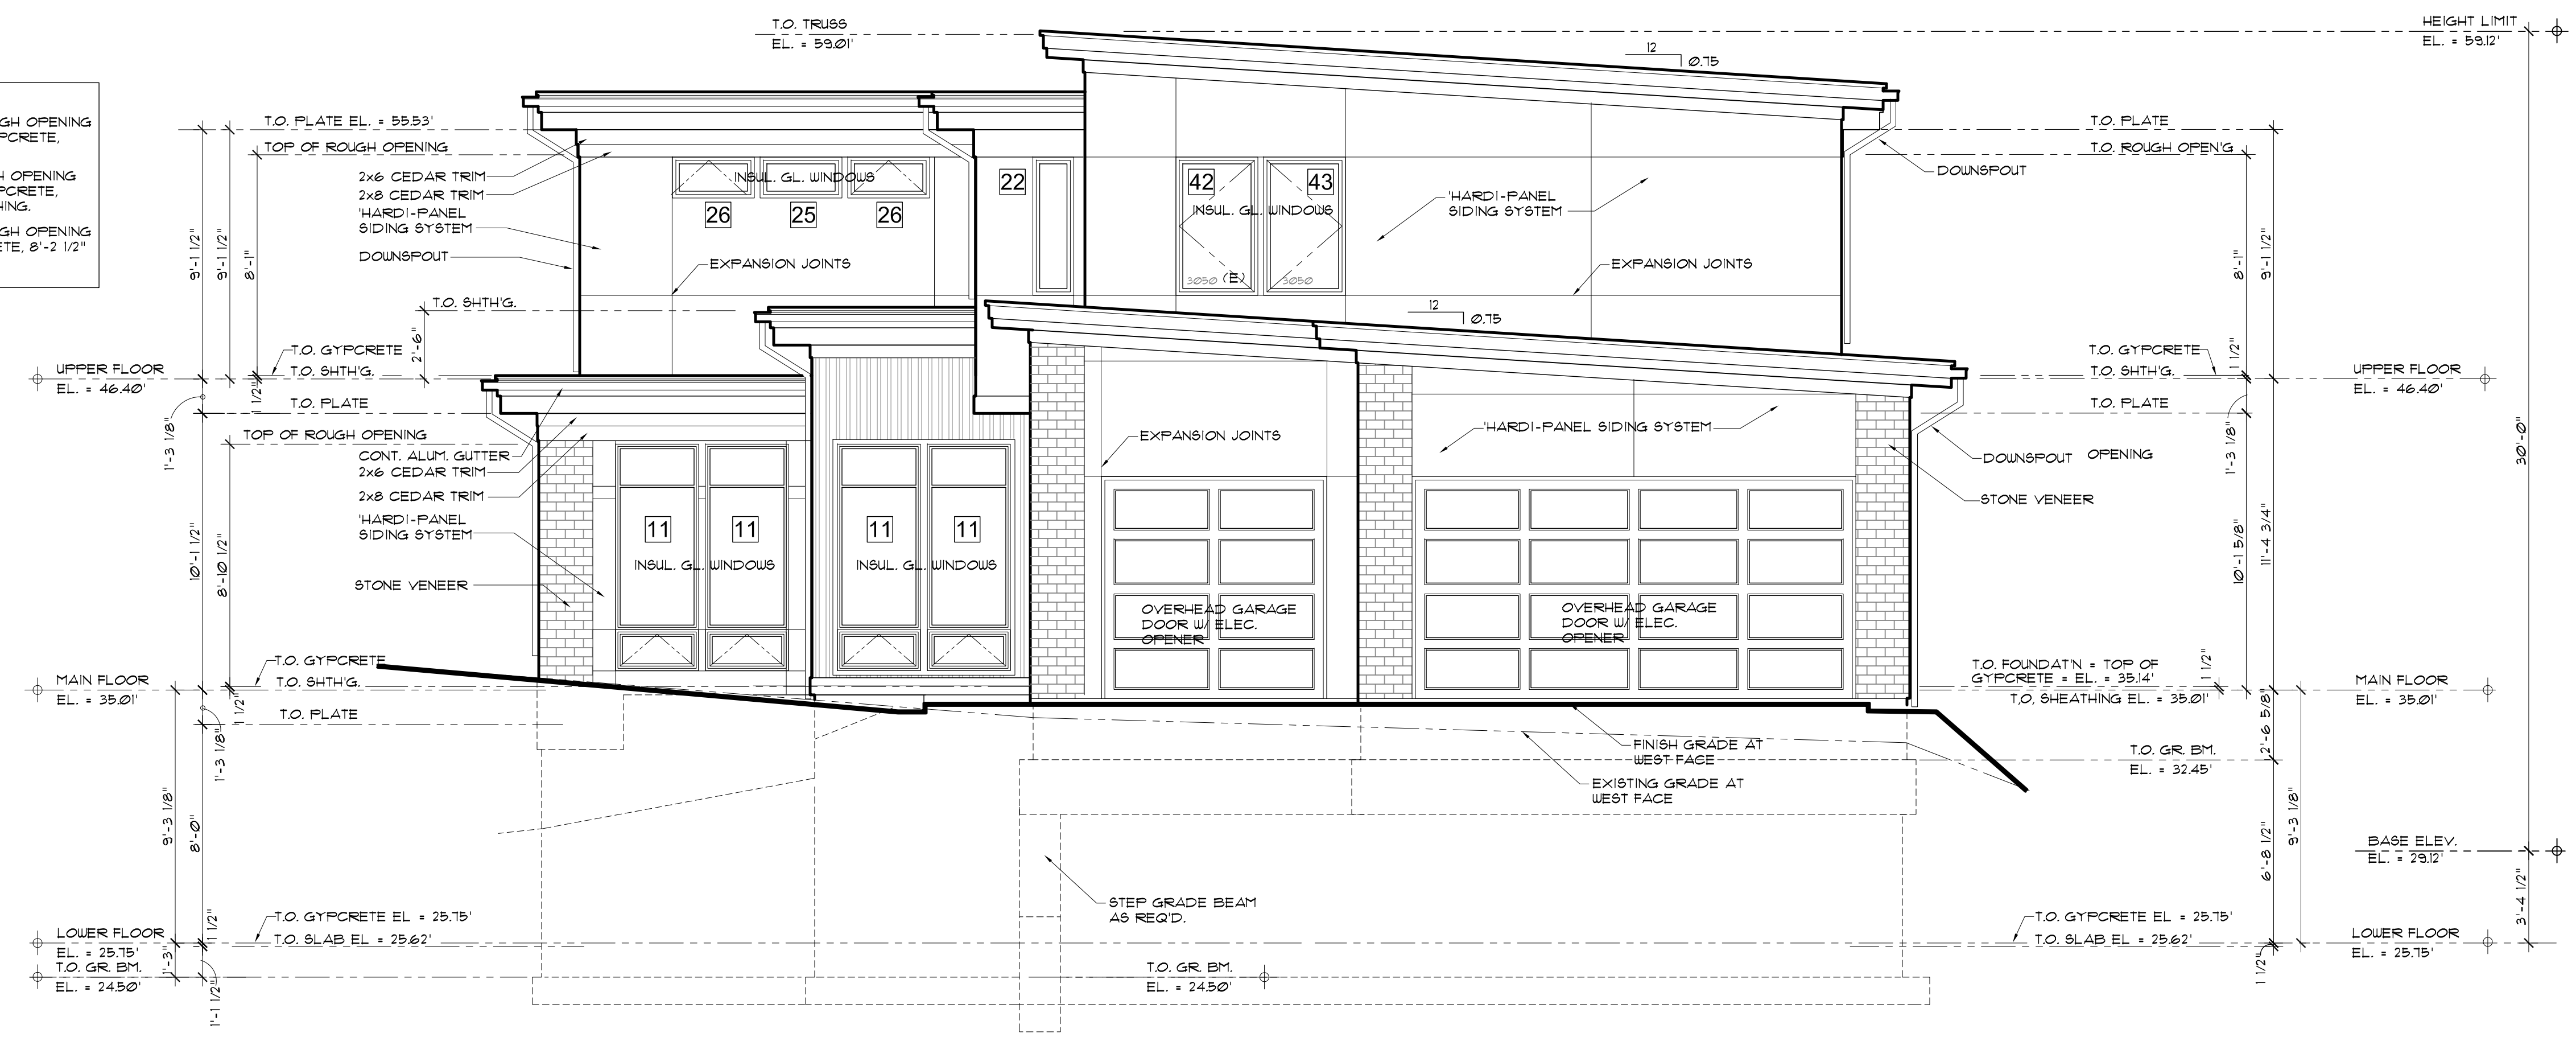 T.O. TRUSS
EL. = 59.01'
HEIGHT LIMIT
EL. = 59.12'
12
0.75
GH OPENING
PCRETE,
H OPENING
PCRETE,
HING.
GH OPENING
ETE, 8'-2 1/2"
T.O. PLATE EL. = 55.53'
TOP OF ROUGH OPENING
2x6 CEDAR TRIM
2x8 CEDAR TRIM
'HARDI-PANEL
SIDING SYSTEM
DOWNSPOUT
9'-1 1/2"
9'-1 1/2"
8'-1"
INSUL. GL. WINDOWS
26
25
26
22
EXPANSION JOINTS
42
43
INSUL. GL. WINDOWS
3050 (E)
3050
'HARDI-PANEL
SIDING SYSTEM
EXPANSION JOINTS
T.O. PLATE
T.O. ROUGH OPEN'G
DOWNSPOUT
8'-1"
9'-1 1/2"
T.O. SHTH'G.
2'-6"
12
0.75
T.O. GYPCRETE
T.O. SHTH'G.
UPPER FLOOR
EL. = 46.40'
1 1/2"
T.O. PLATE
1'-3 1/8"
TOP OF ROUGH OPENING
CONT. ALUM. GUTTER
2x6 CEDAR TRIM
2x8 CEDAR TRIM
'HARDI-PANEL
SIDING SYSTEM
STONE VENEER
10'-1 1/2"
8'-10 1/2"
11
11
INSUL. GL. WINDOWS
11
11
INSUL. GL. WINDOWS
EXPANSION JOINTS
'HARDI-PANEL SIDING SYSTEM
OVERHEAD GARAGE
DOOR W/ ELEC.
OPENER
OVERHEAD GARAGE
DOOR W/ ELEC.
OPENER
T.O. GYPCRETE
T.O. SHTH'G.
1 1/2"
UPPER FLOOR
EL. = 46.40'
T.O. PLATE
1'-3 1/8"
DOWNSPOUT
OPENING
STONE VENEER
10'-1 5/8"
11'-4 3/4"
30'-0"
T.O. GYPCRETE
T.O. SHTH'G.
MAIN FLOOR
EL. = 35.01'
1 1/2"
T.O. PLATE
1'-3 1/8"
T.O. FOUNDAT'N = TOP OF
GYPCRETE = EL. = 35.14'
T,O, SHEATHING EL. = 35.01'
1 1/2"
MAIN FLOOR
EL. = 35.01'
2'-6 5/8"
FINISH GRADE AT
WEST FACE
EXISTING GRADE AT
WEST FACE
T.O. GR. BM.
EL. = 32.45'
9'-3 1/8"
8'-0"
9'-3 1/8"
6'-8 1/2"
BASE ELEV.
EL. = 29.12'
3'-4 1/2"
STEP GRADE BEAM
AS REQ'D.
T.O. GYPCRETE EL = 25.75'
T.O. SLAB EL = 25.62'
1 1/2"
LOWER FLOOR
EL. = 25.75'
T.O. GR. BM.
EL. = 24.50'
1'-3"
1'-1 1/2"
T.O. GR. BM.
EL. = 24.50'
T.O. GYPCRETE EL = 25.75'
T.O. SLAB EL = 25.62'
1 1/2"
LOWER FLOOR
EL. = 25.75'